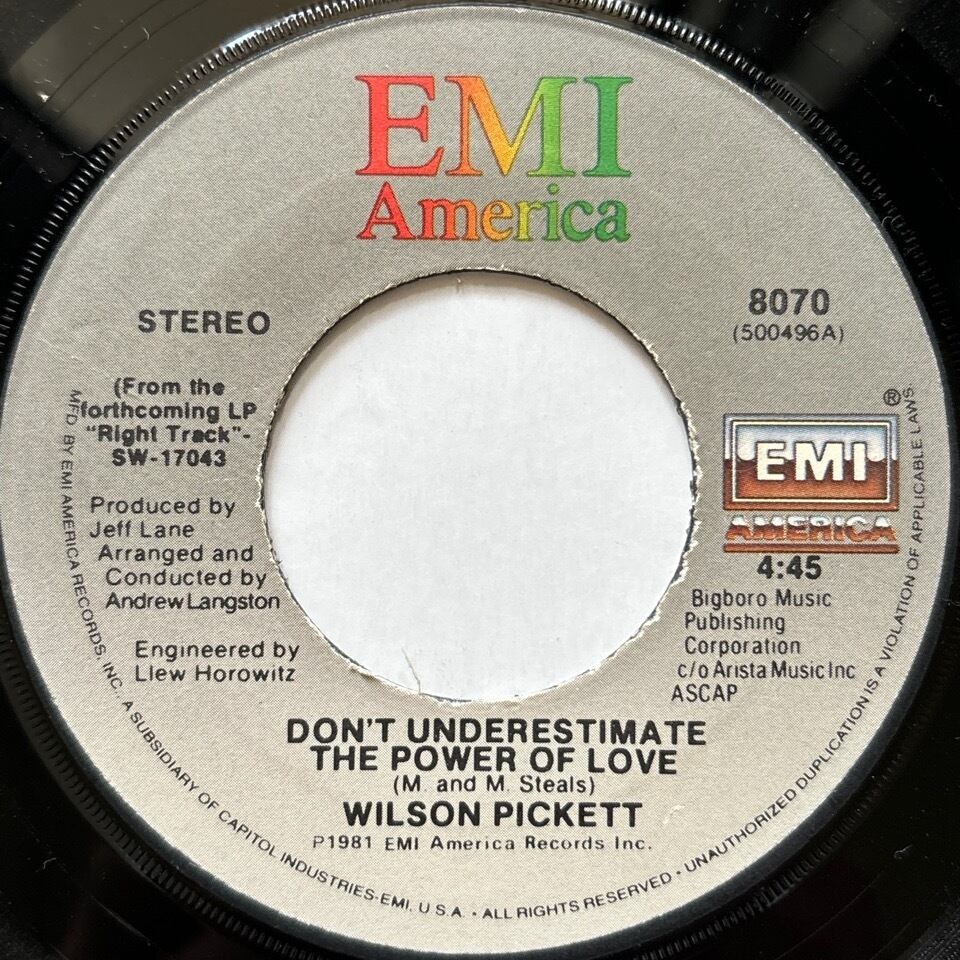 EMI
America
STEREO
8070
(500496A)
(From the
forthcoming LP
"Right Track"-
SW-17043
Produced by
Jeff Lane
Arranged and
Conducted by
Andrew Langston
Engineered by
Llew Horowitz
®
EMI
AMERICA
4:45
Bigboro Music
Publishing
Corporation
c/o Arista Music Inc
ASCAP
DON'T UNDERESTIMATE
THE POWER OF LOVE
(M. and M. Steals)
WILSON PICKETT
P1981 EMI America Records Inc.
MFD. BY EMI AMERICA RECORDS, INC., A SUBSIDIARY OF CAPITOL INDUSTRIES-EMI, U.S.A. • ALL RIGHTS RESERVED • UNAUTHORIZED DUPLICATION IS A VIOLATION OF APPLICABLE LAWS